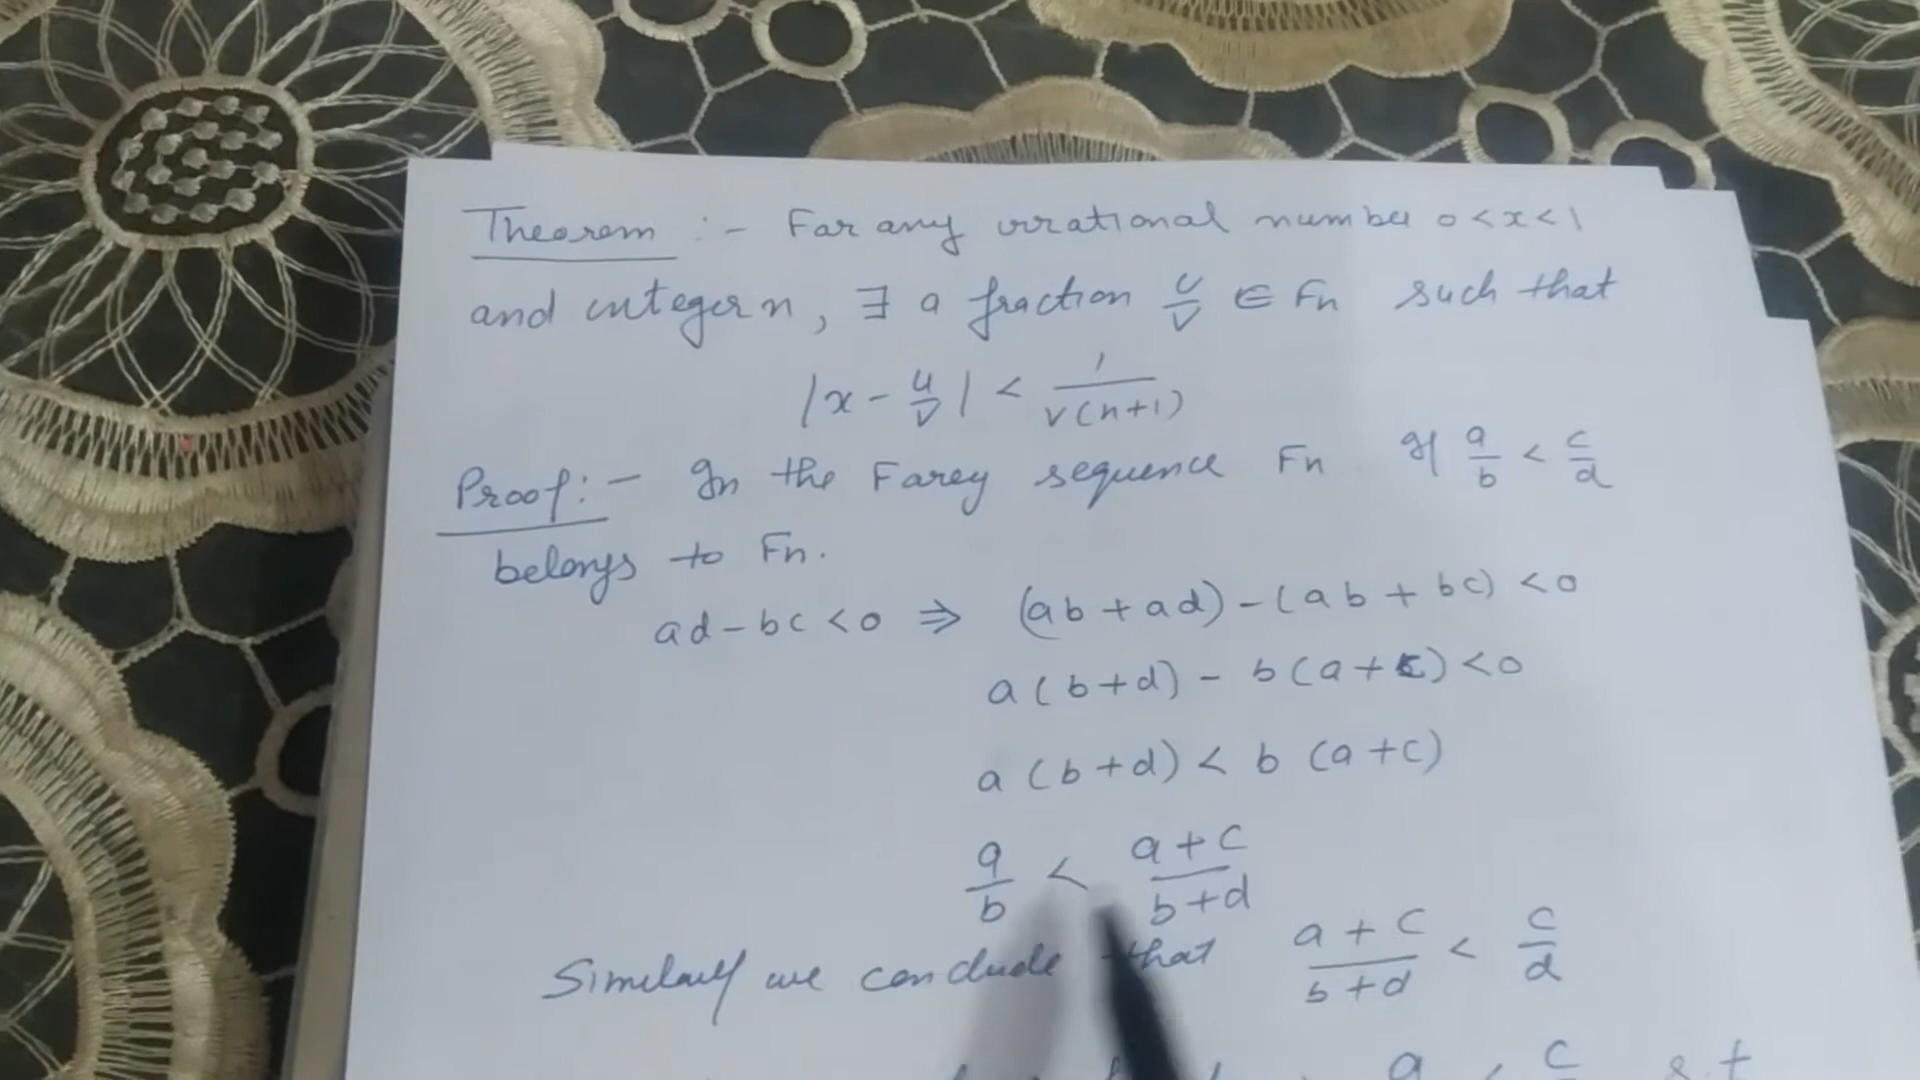 Theorem :- For any irrational number 0<x<1
and integer n, ∃ a fraction u/v ∈ Fn such that
|x - u/v| < 1/v(n+1)
Proof:- In the Farey sequence Fn If a/b < c/d
belongs to Fn.
ad-bc<0 ⇒ (ab+ad)-(ab+bc)<0
a(b+d) - b(a+c)<0
a(b+d) < b(a+c)
a/b < a+c/b+d
Similarly we conclude that a+c/b+d < c/d
a c s.t